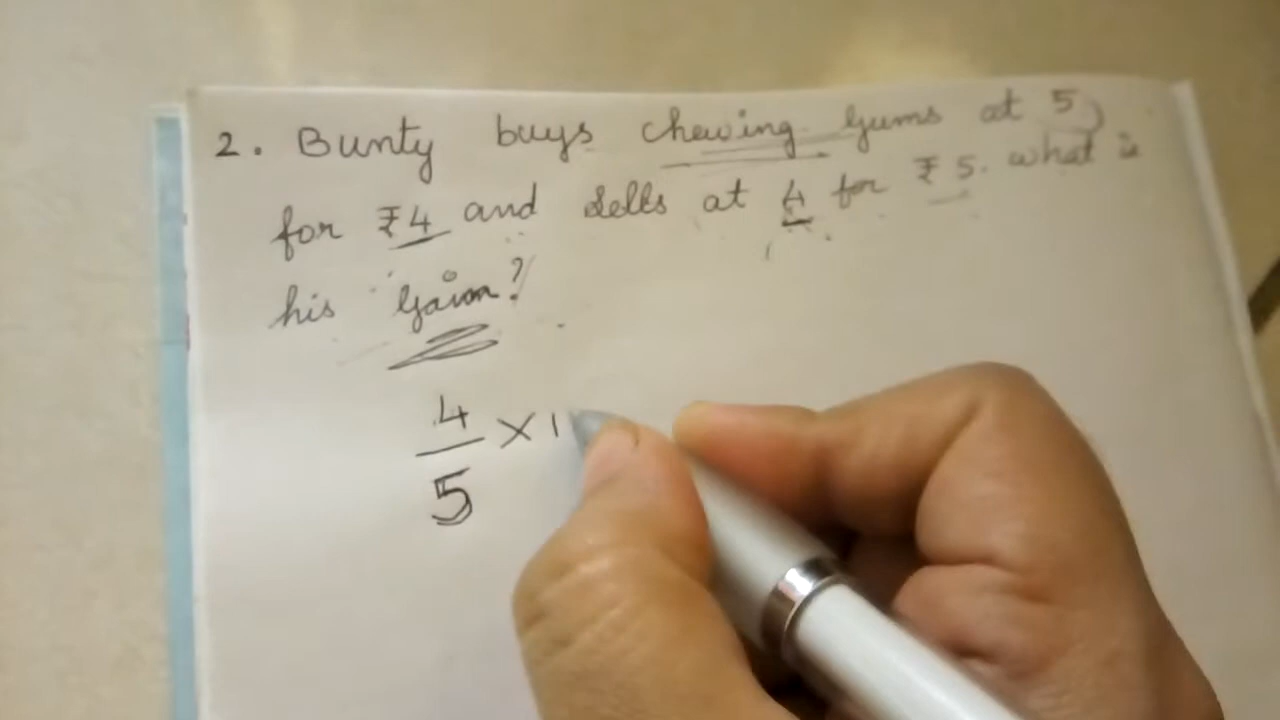 2. Bunty buys chewing gums at 5
for ₹4 and sells at 4 for ₹5. what is
his gain?
4
5
× 1